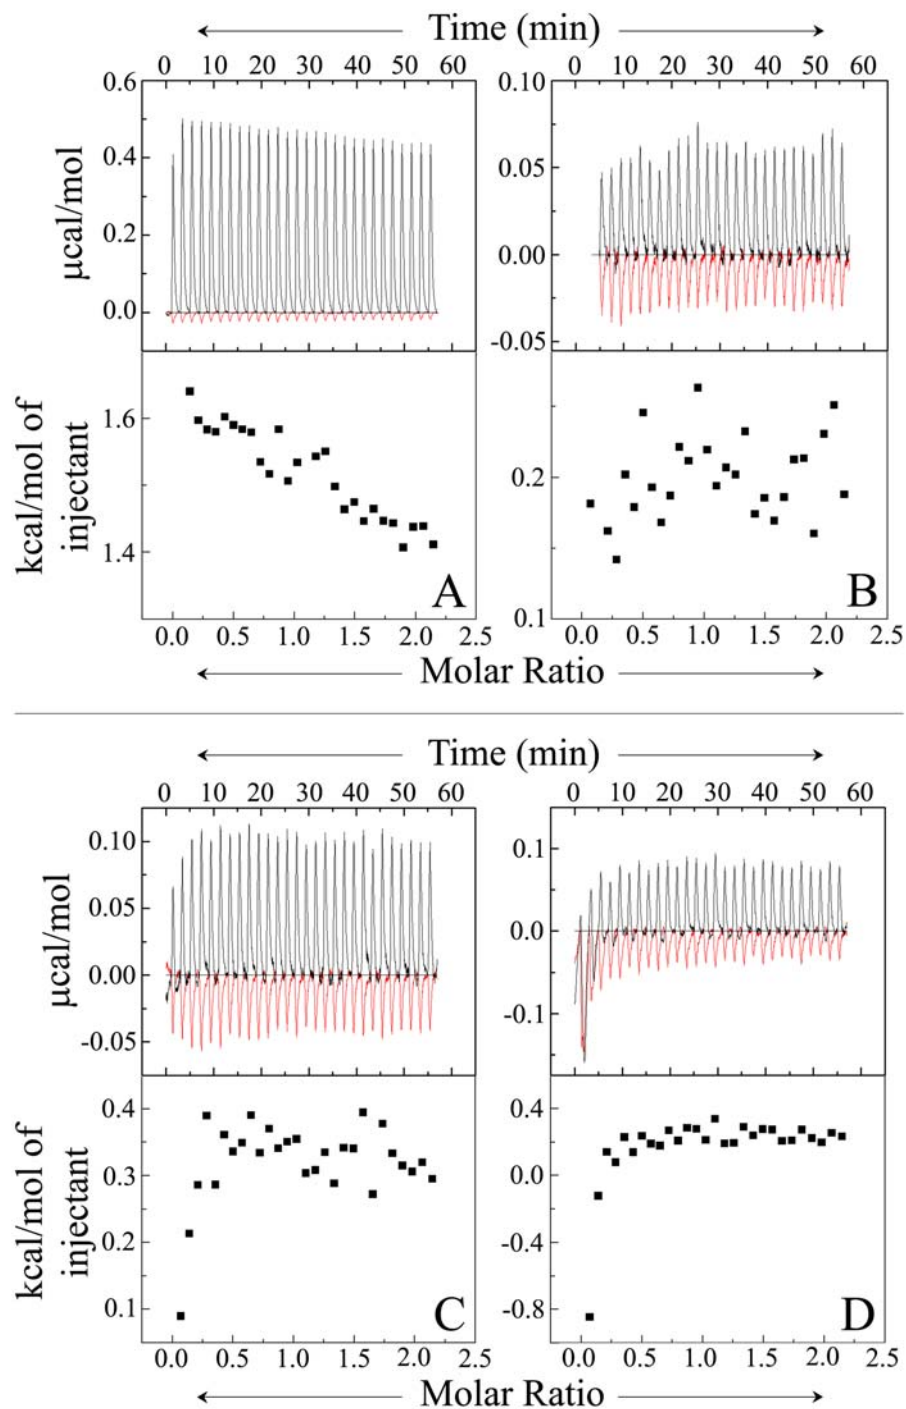 Time (min)
0 10 20 30 40 50 60
0 10 20 30 40 50 60
0.6
0.4
0.2
0.0
µcal/mol
0.10
0.05
0.00
-0.05
1.6
1.4
kcal/mol of
injectant
A
0.2
0.1
B
0.0 0.5 1.0 1.5 2.0 2.5
0.0 0.5 1.0 1.5 2.0 2.5
Molar Ratio
Time (min)
0 10 20 30 40 50 60
0 10 20 30 40 50 60
0.10
0.05
0.00
-0.05
µcal/mol
0.1
0.0
-0.1
0.4
0.3
0.2
0.1
kcal/mol of
injectant
C
0.4
0.0
-0.4
-0.8
D
0.0 0.5 1.0 1.5 2.0 2.5
0.0 0.5 1.0 1.5 2.0 2.5
Molar Ratio